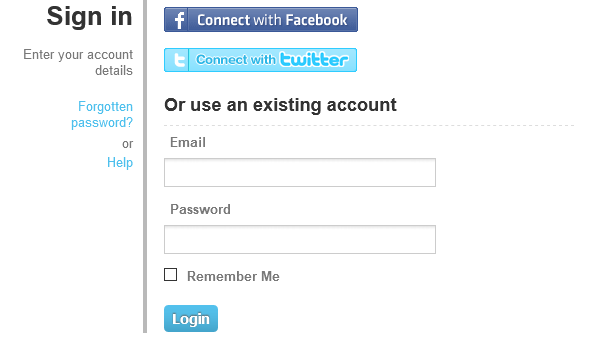 Sign in
Enter your account
details
Forgotten
password?
or
Help
f Connect with Facebook
t Connect with twitter
Or use an existing account
Email
Password
Remember Me
Login